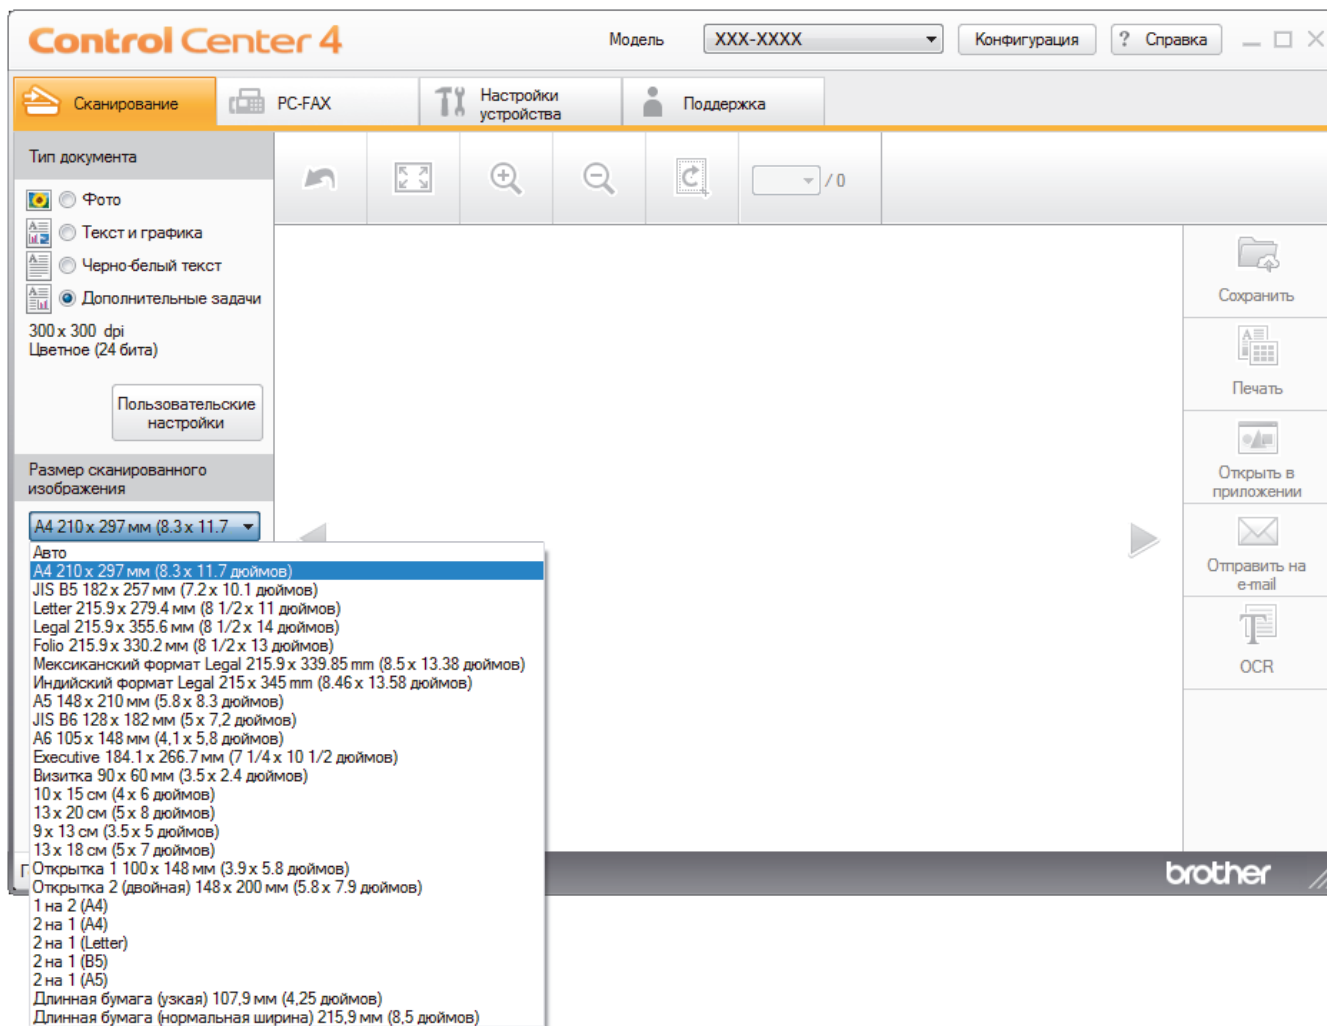 Control Center 4
Модель
XXX-XXXX
Конфигурация
? Справка
Сканирование
PC-FAX
Настройки
устройства
Поддержка
Тип документа
/ 0
Фото
Текст и графика
Черно-белый текст
Дополнительные задачи
300 x 300 dpi
Цветное (24 бита)
Пользовательские
настройки
Размер сканированного
изображения
A4 210 x 297 мм (8.3 x 11.7
Авто
A4 210 x 297 мм (8.3 x 11.7 дюймов)
JIS B5 182 x 257 мм (7.2 x 10.1 дюймов)
Letter 215.9 x 279.4 мм (8 1/2 x 11 дюймов)
Legal 215.9 x 355.6 мм (8 1/2 x 14 дюймов)
Folio 215.9 x 330.2 мм (8 1/2 x 13 дюймов)
Мексиканский формат Legal 215.9 x 339.85 mm (8.5 x 13.38 дюймов)
Индийский формат Legal 215 x 345 mm (8.46 x 13.58 дюймов)
A5 148 x 210 мм (5.8 x 8.3 дюймов)
JIS B6 128 x 182 мм (5 x 7,2 дюймов)
A6 105 x 148 мм (4,1 x 5,8 дюймов)
Executive 184.1 x 266.7 мм (7 1/4 x 10 1/2 дюймов)
Визитка 90 x 60 мм (3.5 x 2.4 дюймов)
10 x 15 см (4 x 6 дюймов)
13 x 20 см (5 x 8 дюймов)
9 x 13 см (3.5 x 5 дюймов)
13 x 18 см (5 x 7 дюймов)
Открытка 1 100 x 148 мм (3.9 x 5.8 дюймов)
Открытка 2 (двойная) 148 x 200 мм (5.8 x 7.9 дюймов)
1 на 2 (A4)
2 на 1 (A4)
2 на 1 (Letter)
2 на 1 (B5)
2 на 1 (A5)
Длинная бумага (узкая) 107,9 мм (4,25 дюймов)
Длинная бумага (нормальная ширина) 215,9 мм (8,5 дюймов)
Сохранить
Печать
Открыть в
приложении
Отправить на
e-mail
OCR
brother